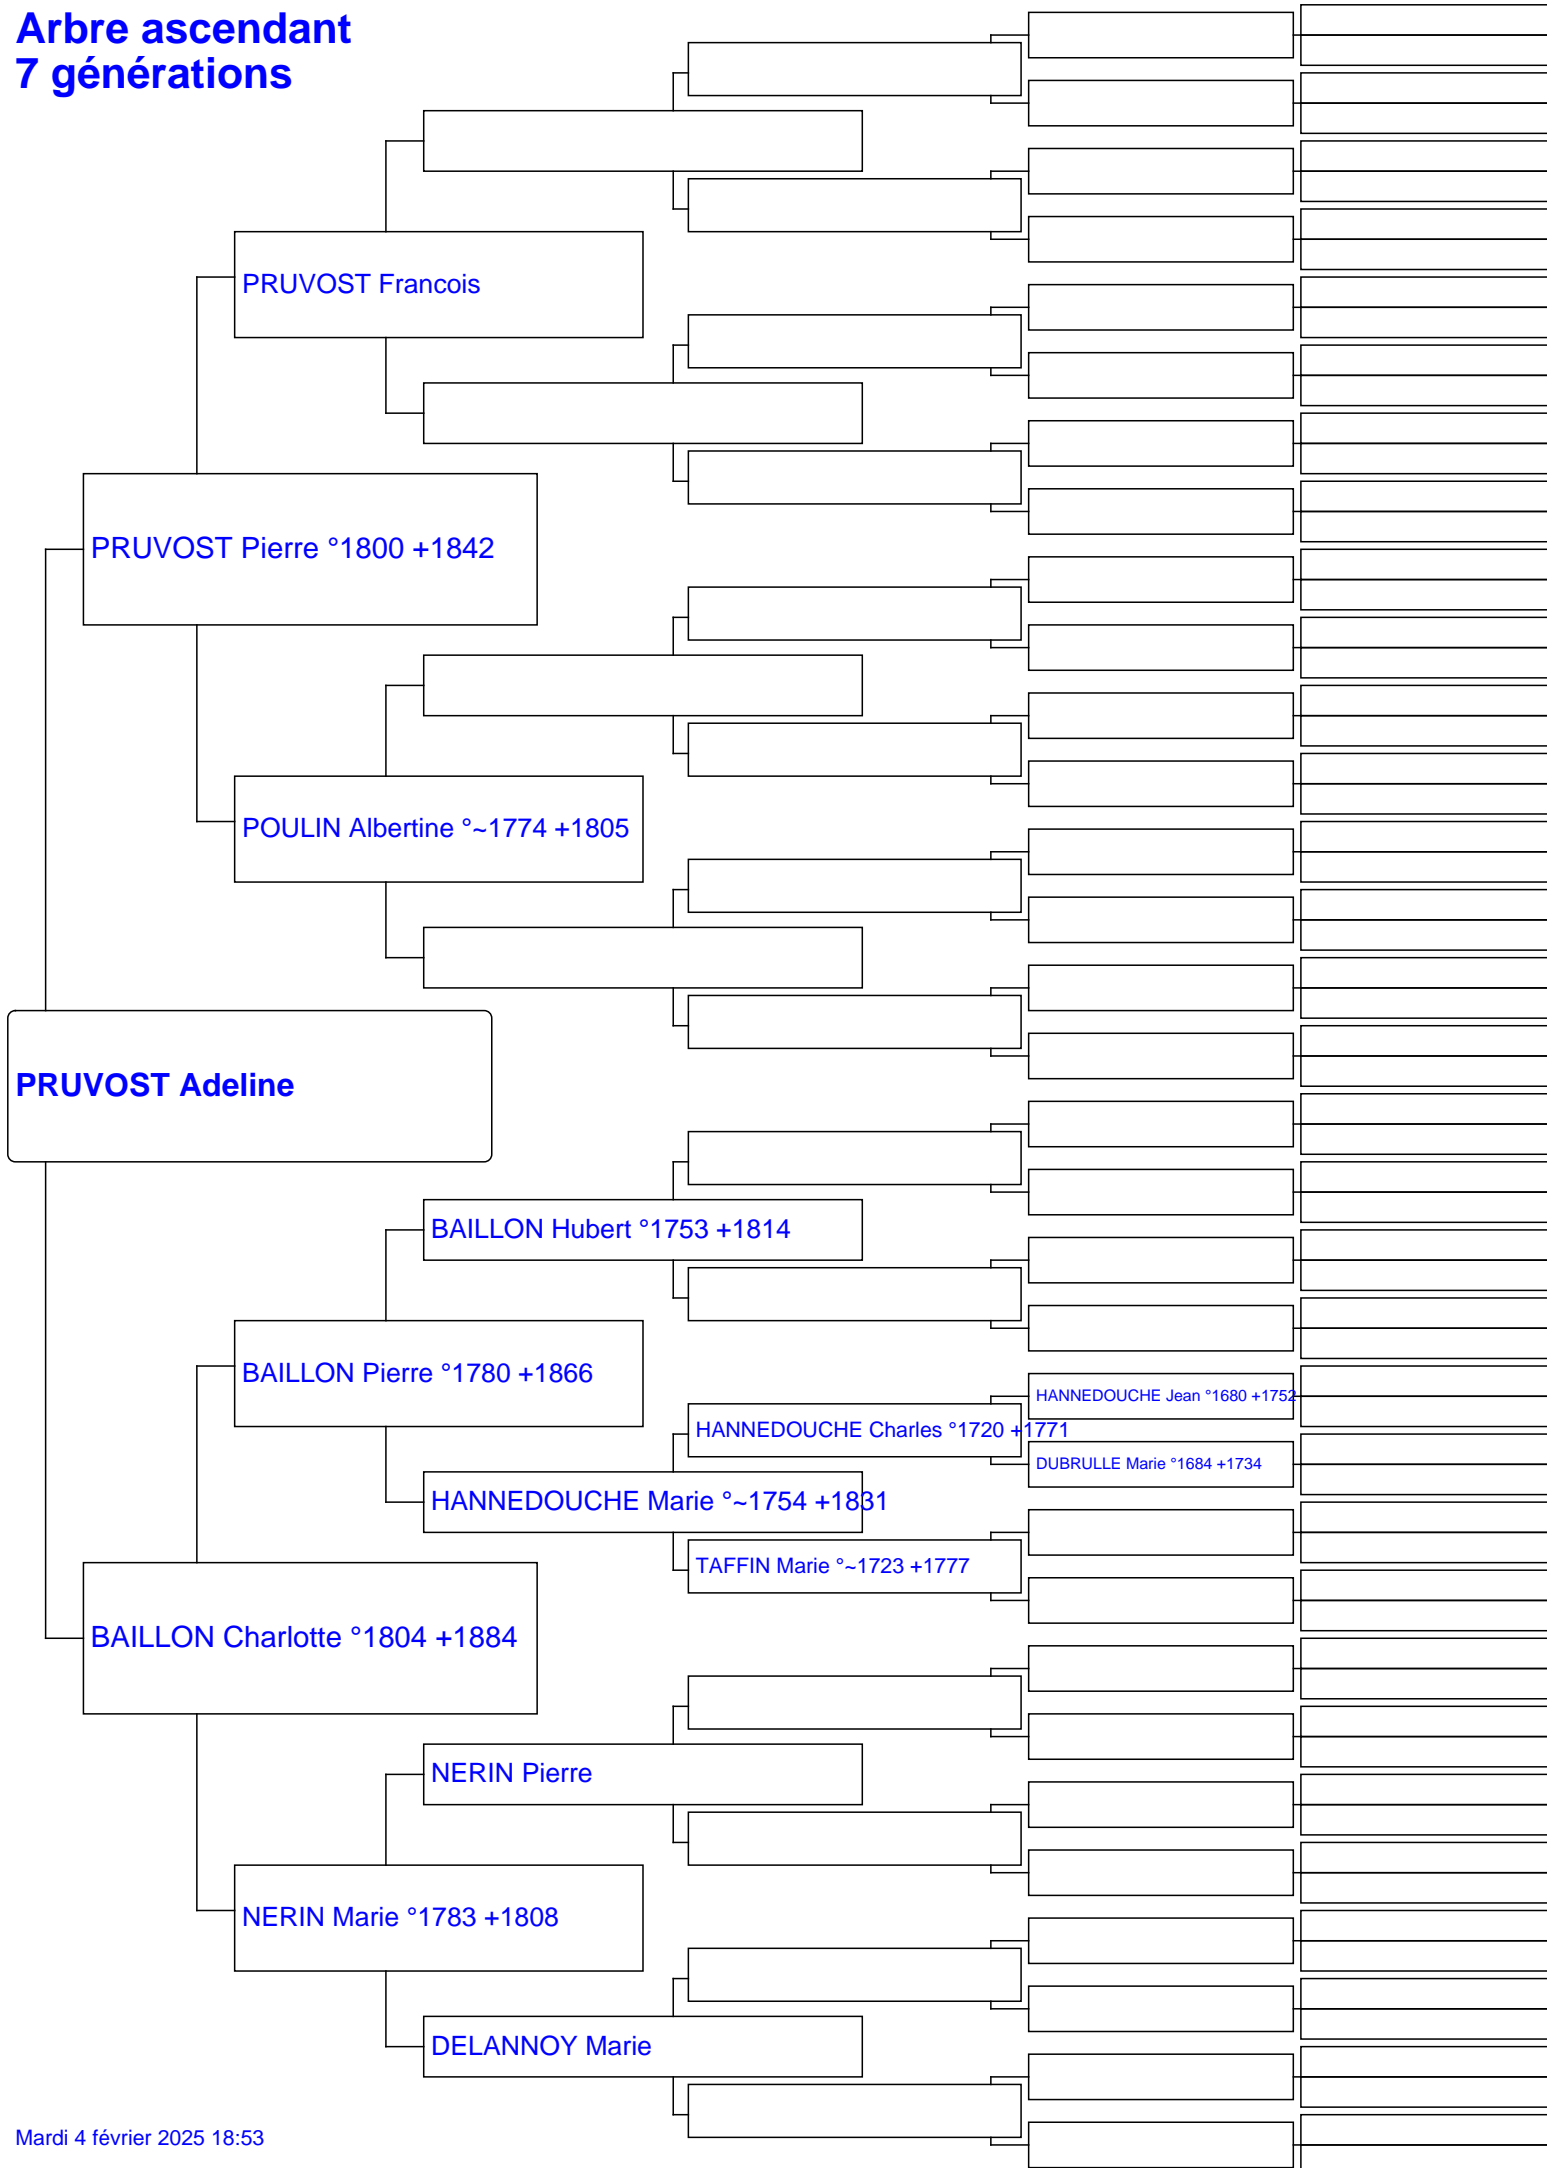 Arbre ascendant
7 générations
PRUVOST Francois
PRUVOST Pierre °1800 +1842
POULIN Albertine °~1774 +1805
PRUVOST Adeline
BAILLON Hubert °1753 +1814
BAILLON Pierre °1780 +1866
HANNEDOUCHE Jean °1680 +1752
HANNEDOUCHE Charles °1720 +1771
DUBRULLE Marie °1684 +1734
HANNEDOUCHE Marie °~1754 +1831
TAFFIN Marie °~1723 +1777
BAILLON Charlotte °1804 +1884
NERIN Pierre
NERIN Marie °1783 +1808
DELANNOY Marie
Mardi 4 février 2025 18:53